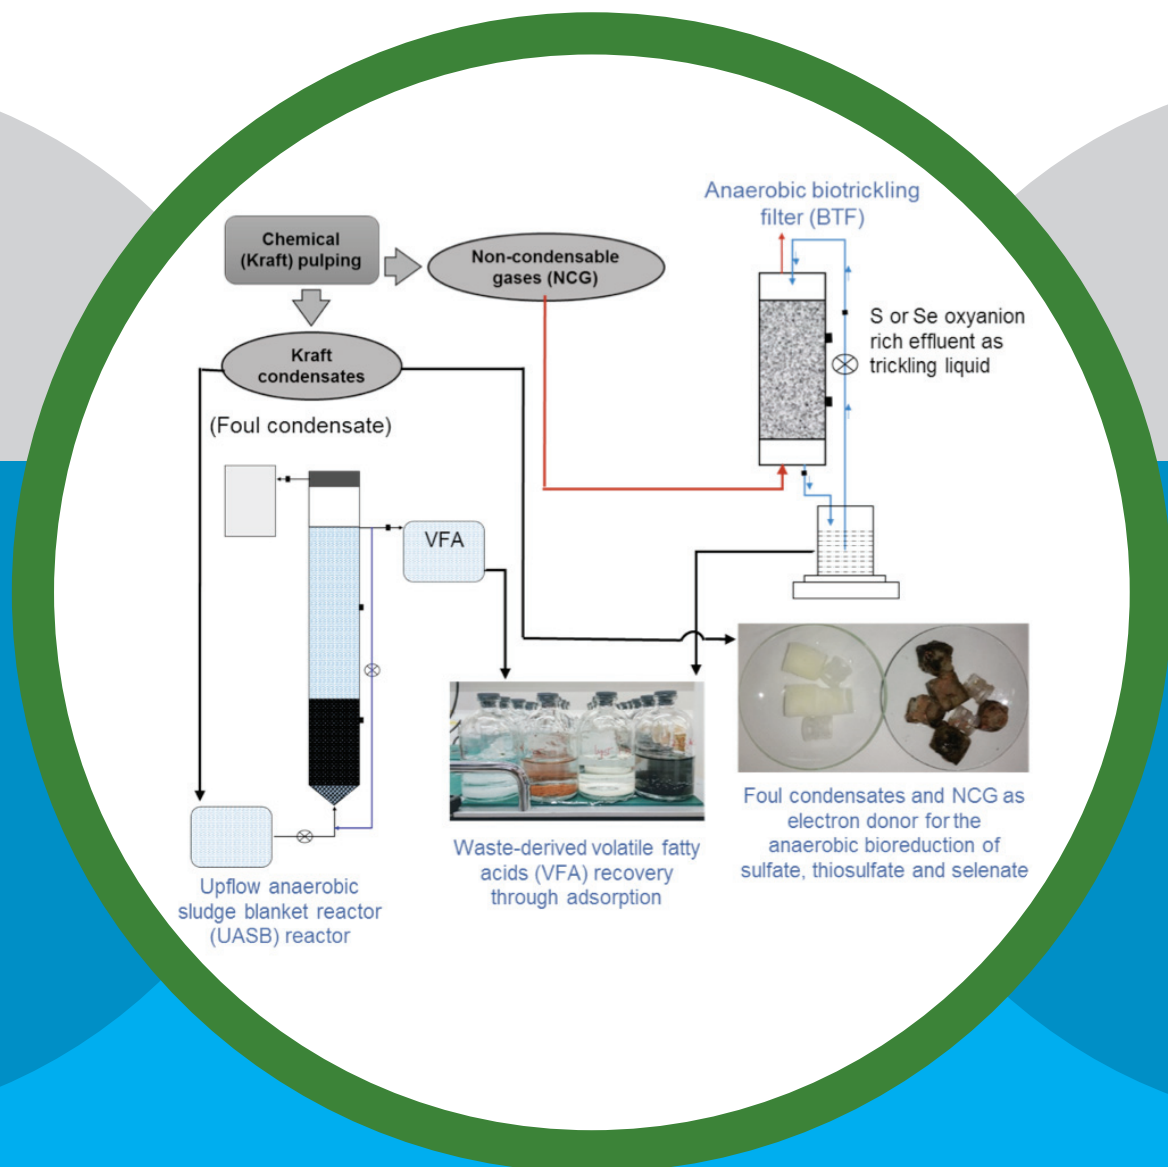 Anaerobic biotrickling
filter (BTF)
Chemical
(Kraft) pulping
Non-condensable
gases (NCG)
S or Se oxyanion
rich effluent as
trickling liquid
Kraft
condensates
(Foul condensate)
VFA
Foul condensates and NCG as
electron donor for the
anaerobic bioreduction of
sulfate, thiosulfate and selenate
Waste-derived volatile fatty
acids (VFA) recovery
through adsorption
Upflow anaerobic
sludge blanket reactor
(UASB) reactor